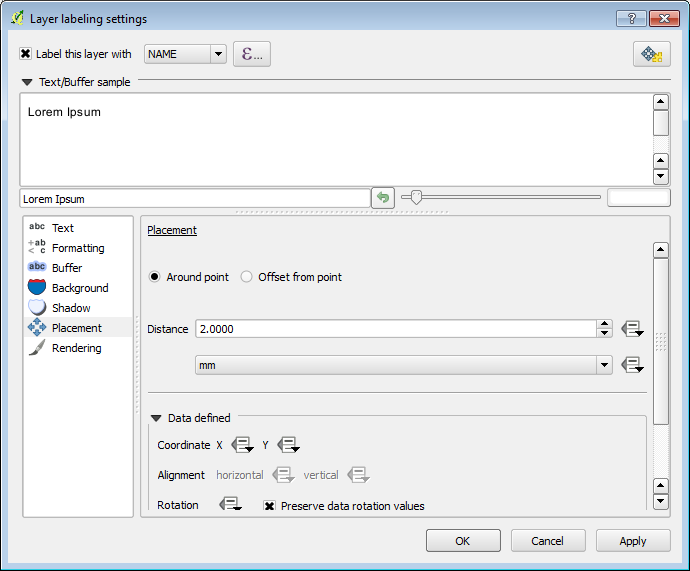 Layer labeling settings
? X
Label this layer with NAME ε...
Text/Buffer sample
Lorem Ipsum
Lorem Ipsum
abc Text
+ab < c Formatting
abc Buffer
Background
Shadow
Placement
Rendering
Placement
Around point Offset from point
Distance 2.0000
mm
Data defined
Coordinate X Y
Alignment horizontal vertical
Rotation Preserve data rotation values
OK Cancel Apply